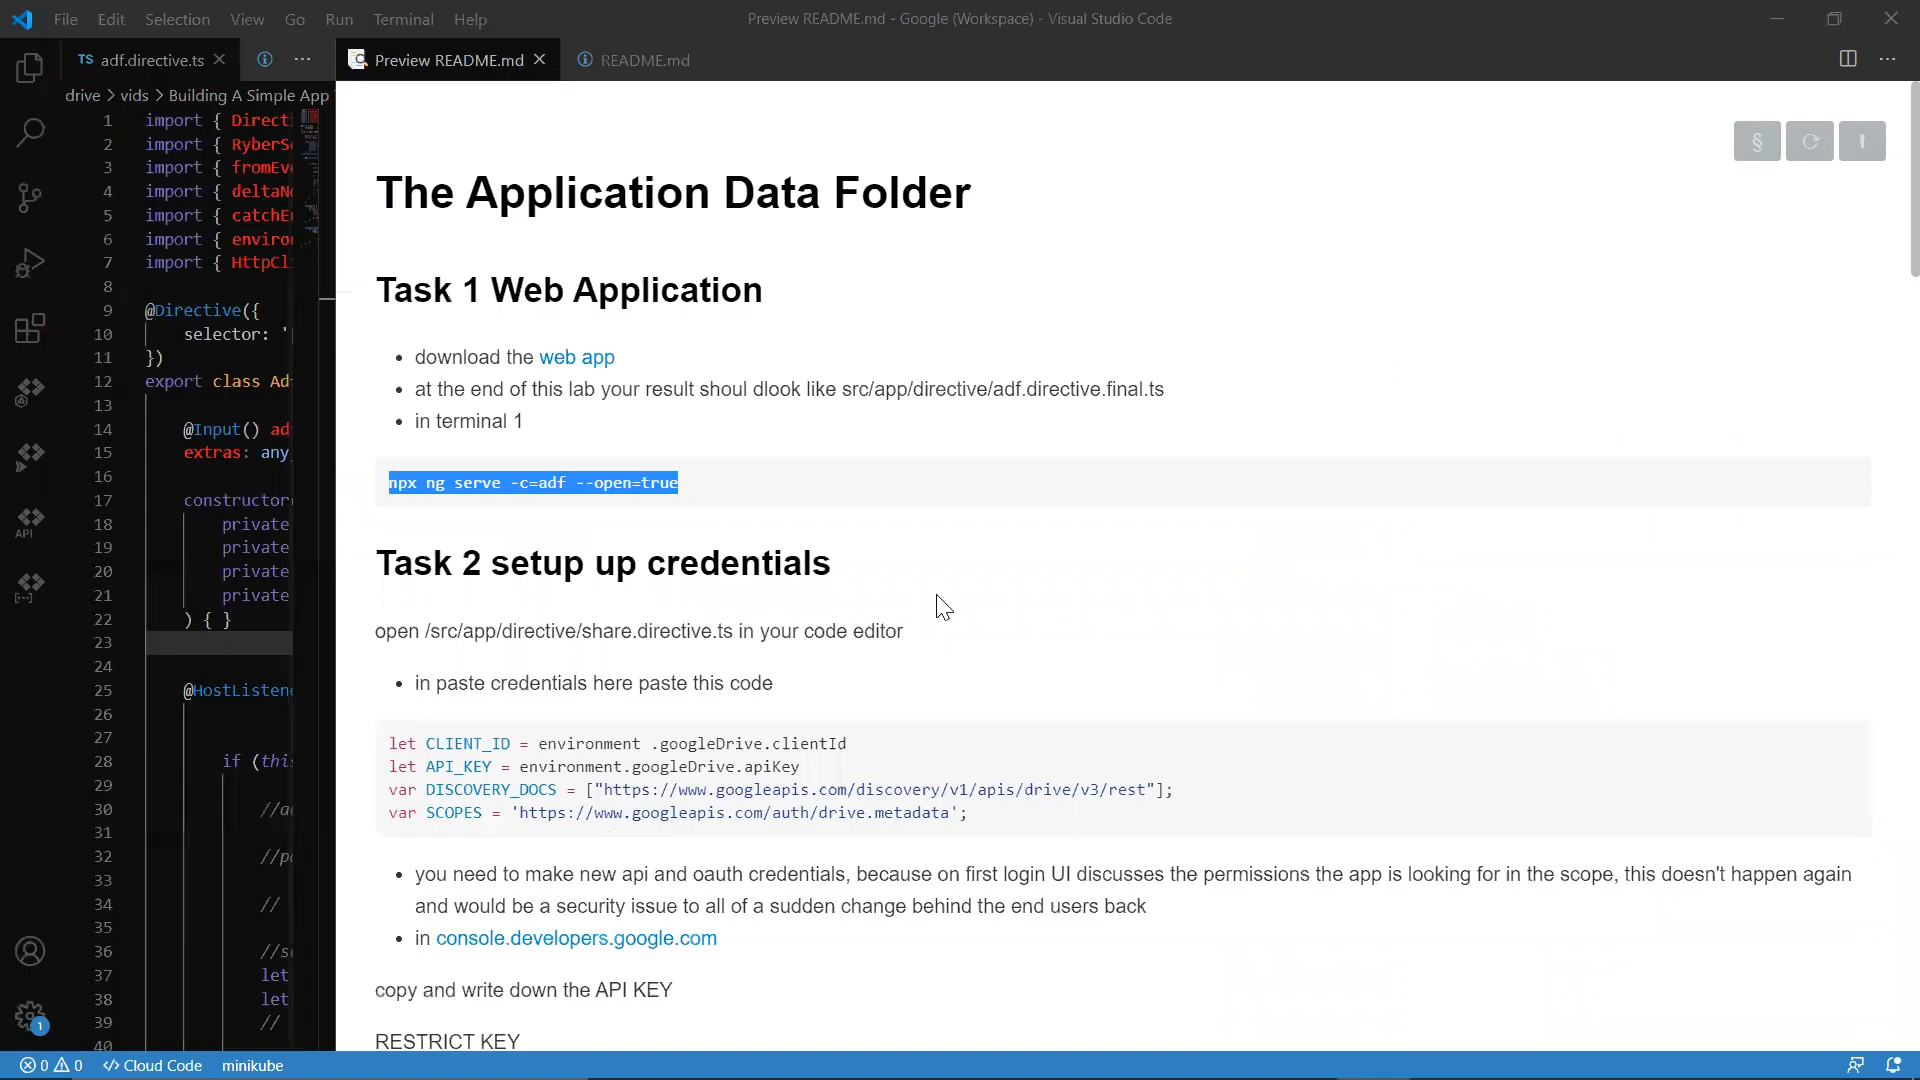 File Edit Selection View Go Run Terminal Help
Preview README.md - Google (Workspace) - Visual Studio Code
TS adf.directive.ts
Preview README.md
README.md
drive > vids > Building A Simple App
1 import { Directi
2 import { RyberSe
3 import { fromEve
4 import { deltaNo
5 import { catchEr
6 import { environ
7 import { HttpCli
8
9 @Directive({
10 selector: '
11 })
12 export class Ad
13
14 @Input() ad
15 extras: any
16
17 constructor(
18 private
19 private
20 private
21 private
22 ) { }
23
24
25 @HostListene
26
27
28 if (this
29
30 //a
31
32 //p
33
34 //
35
36 //s
37 let
38 let
39 //
40
API
The Application Data Folder
Task 1 Web Application
• download the web app
• at the end of this lab your result shoul dlook like src/app/directive/adf.directive.final.ts
• in terminal 1
npx ng serve -c=adf --open=true
Task 2 setup up credentials
open /src/app/directive/share.directive.ts in your code editor
• in paste credentials here paste this code
let CLIENT_ID = environment .googleDrive.clientId
let API_KEY = environment.googleDrive.apiKey
var DISCOVERY_DOCS = ["https://www.googleapis.com/discovery/v1/apis/drive/v3/rest"];
var SCOPES = 'https://www.googleapis.com/auth/drive.metadata';
• you need to make new api and oauth credentials, because on first login UI discusses the permissions the app is looking for in the scope, this doesn't happen again
and would be a security issue to all of a sudden change behind the end users back
• in console.developers.google.com
copy and write down the API KEY
RESTRICT KEY
§
1
0 0 Cloud Code minikube